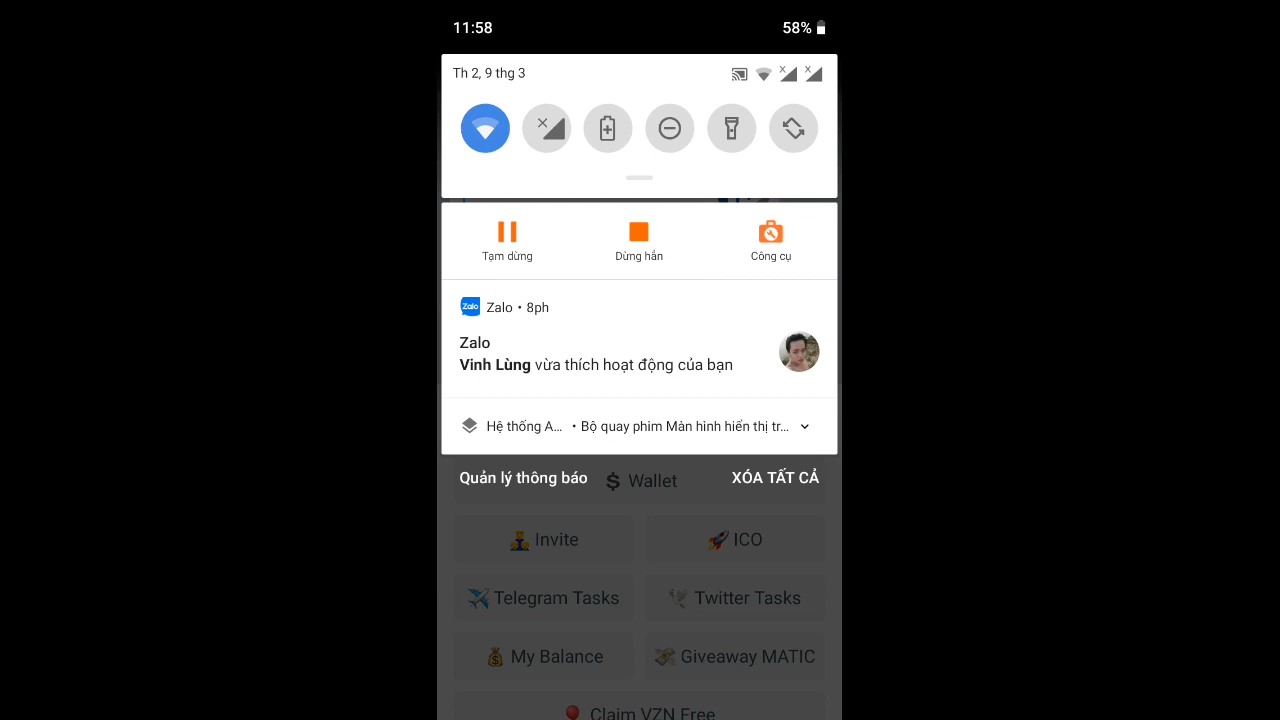 11:58
58%
Th 2, 9 thg 3
Tạm dừng
Dừng hẳn
Công cụ
Zalo
Zalo • 8ph
Zalo
Vinh Lùng vừa thích hoạt động của bạn
Hệ thống A... • Bộ quay phim Màn hình hiển thị tr...
Quản lý thông báo
$ Wallet
XÓA TẤT CẢ
Invite
ICO
Telegram Tasks
Twitter Tasks
My Balance
Giveaway MATIC
Claim VZN Free